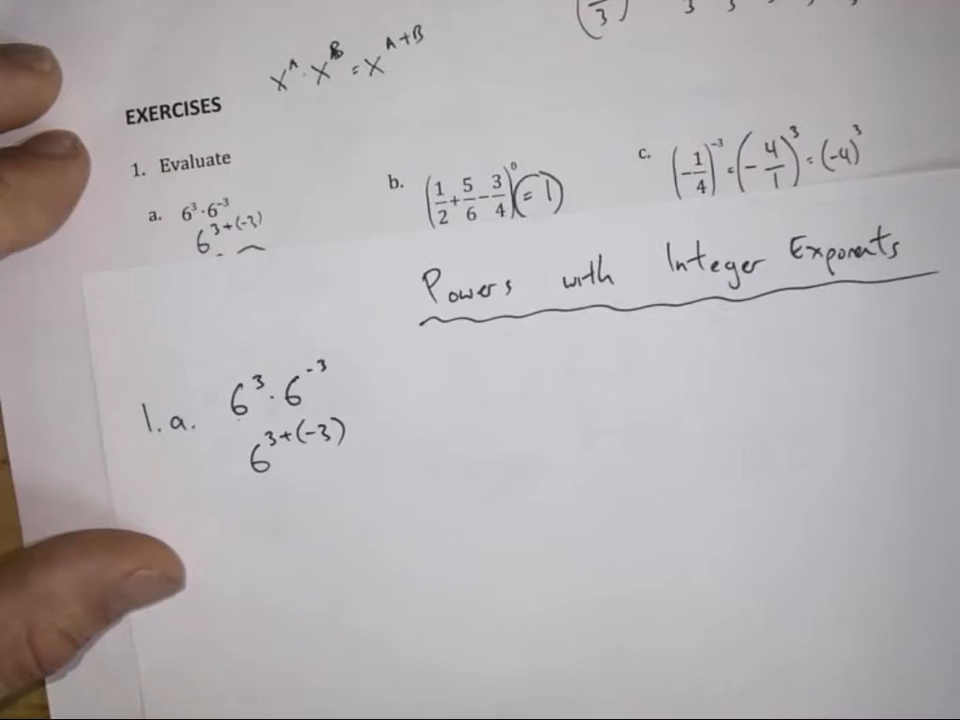 x^A · x^B = x^(A+B)
EXERCISES
1. Evaluate
a. 6³·6⁻³
6^(3+(-3))
b. (1/2 + 5/6 − 3/4)⁰ = 1
c. (−1/4)⁻³ = (−4/1)³ = (-4)³
Powers with Integer Exponents
1.a. 6³ · 6⁻³
6^(3+(-3))